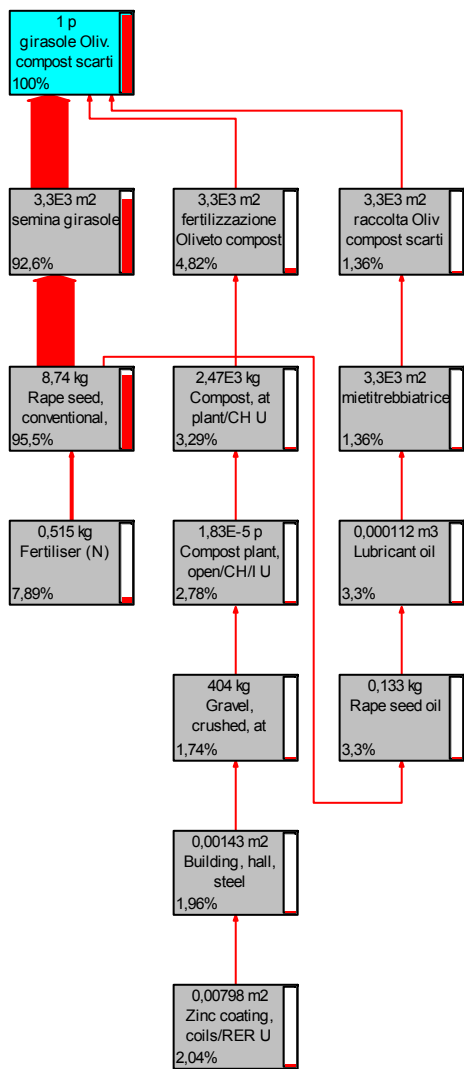 1 p
girasole Oliv.
compost scarti
100%
3,3E3 m2
semina girasole
92,6%
3,3E3 m2
fertilizzazione
Oliveto compost
4,82%
3,3E3 m2
raccolta Oliv
compost scarti
1,36%
8,74 kg
Rape seed,
conventional,
95,5%
2,47E3 kg
Compost, at
plant/CH U
3,29%
3,3E3 m2
mietitrebbiatrice
1,36%
0,515 kg
Fertiliser (N)
7,89%
1,83E-5 p
Compost plant,
open/CH/I U
2,78%
0,000112 m3
Lubricant oil
3,3%
404 kg
Gravel,
crushed, at
1,74%
0,133 kg
Rape seed oil
3,3%
0,00143 m2
Building, hall,
steel
1,96%
0,00798 m2
Zinc coating,
coils/RER U
2,04%